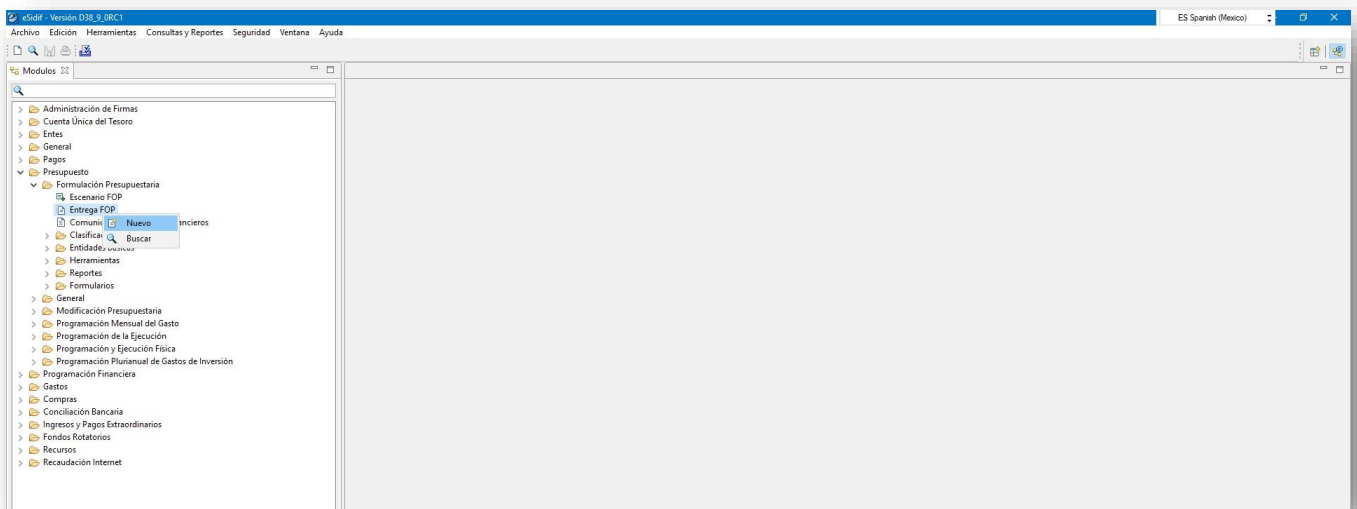 eSidif - Versión D38_9_0RC1
ES Spanish (Mexico)
Archivo Edición Herramientas Consultas y Reportes Seguridad Ventana Ayuda
Modulos
Administración de Firmas
Cuenta Única del Tesoro
Entes
General
Pagos
Presupuesto
Formulación Presupuestaria
Escenario FOP
Entrega FOP
Nuevo
Buscar
Herramientas
Reportes
Formularios
General
Modificación Presupuestaria
Programación Mensual del Gasto
Programación de la Ejecución
Programación y Ejecución Física
Programación Plurianual de Gastos de Inversión
Programación Financiera
Gastos
Compras
Conciliación Bancaria
Ingresos y Pagos Extraordinarios
Fondos Rotatorios
Recursos
Recaudación Internet